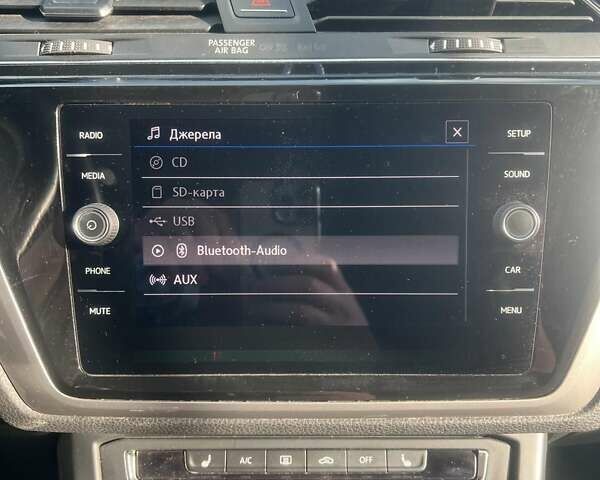 PASSENGER
AIR BAG
RADIO
MEDIA
PHONE
MUTE
Джерела
X
CD
SD-карта
USB
Bluetooth-Audio
AUX
SETUP
SOUND
CAR
MENU
A/C
OFF